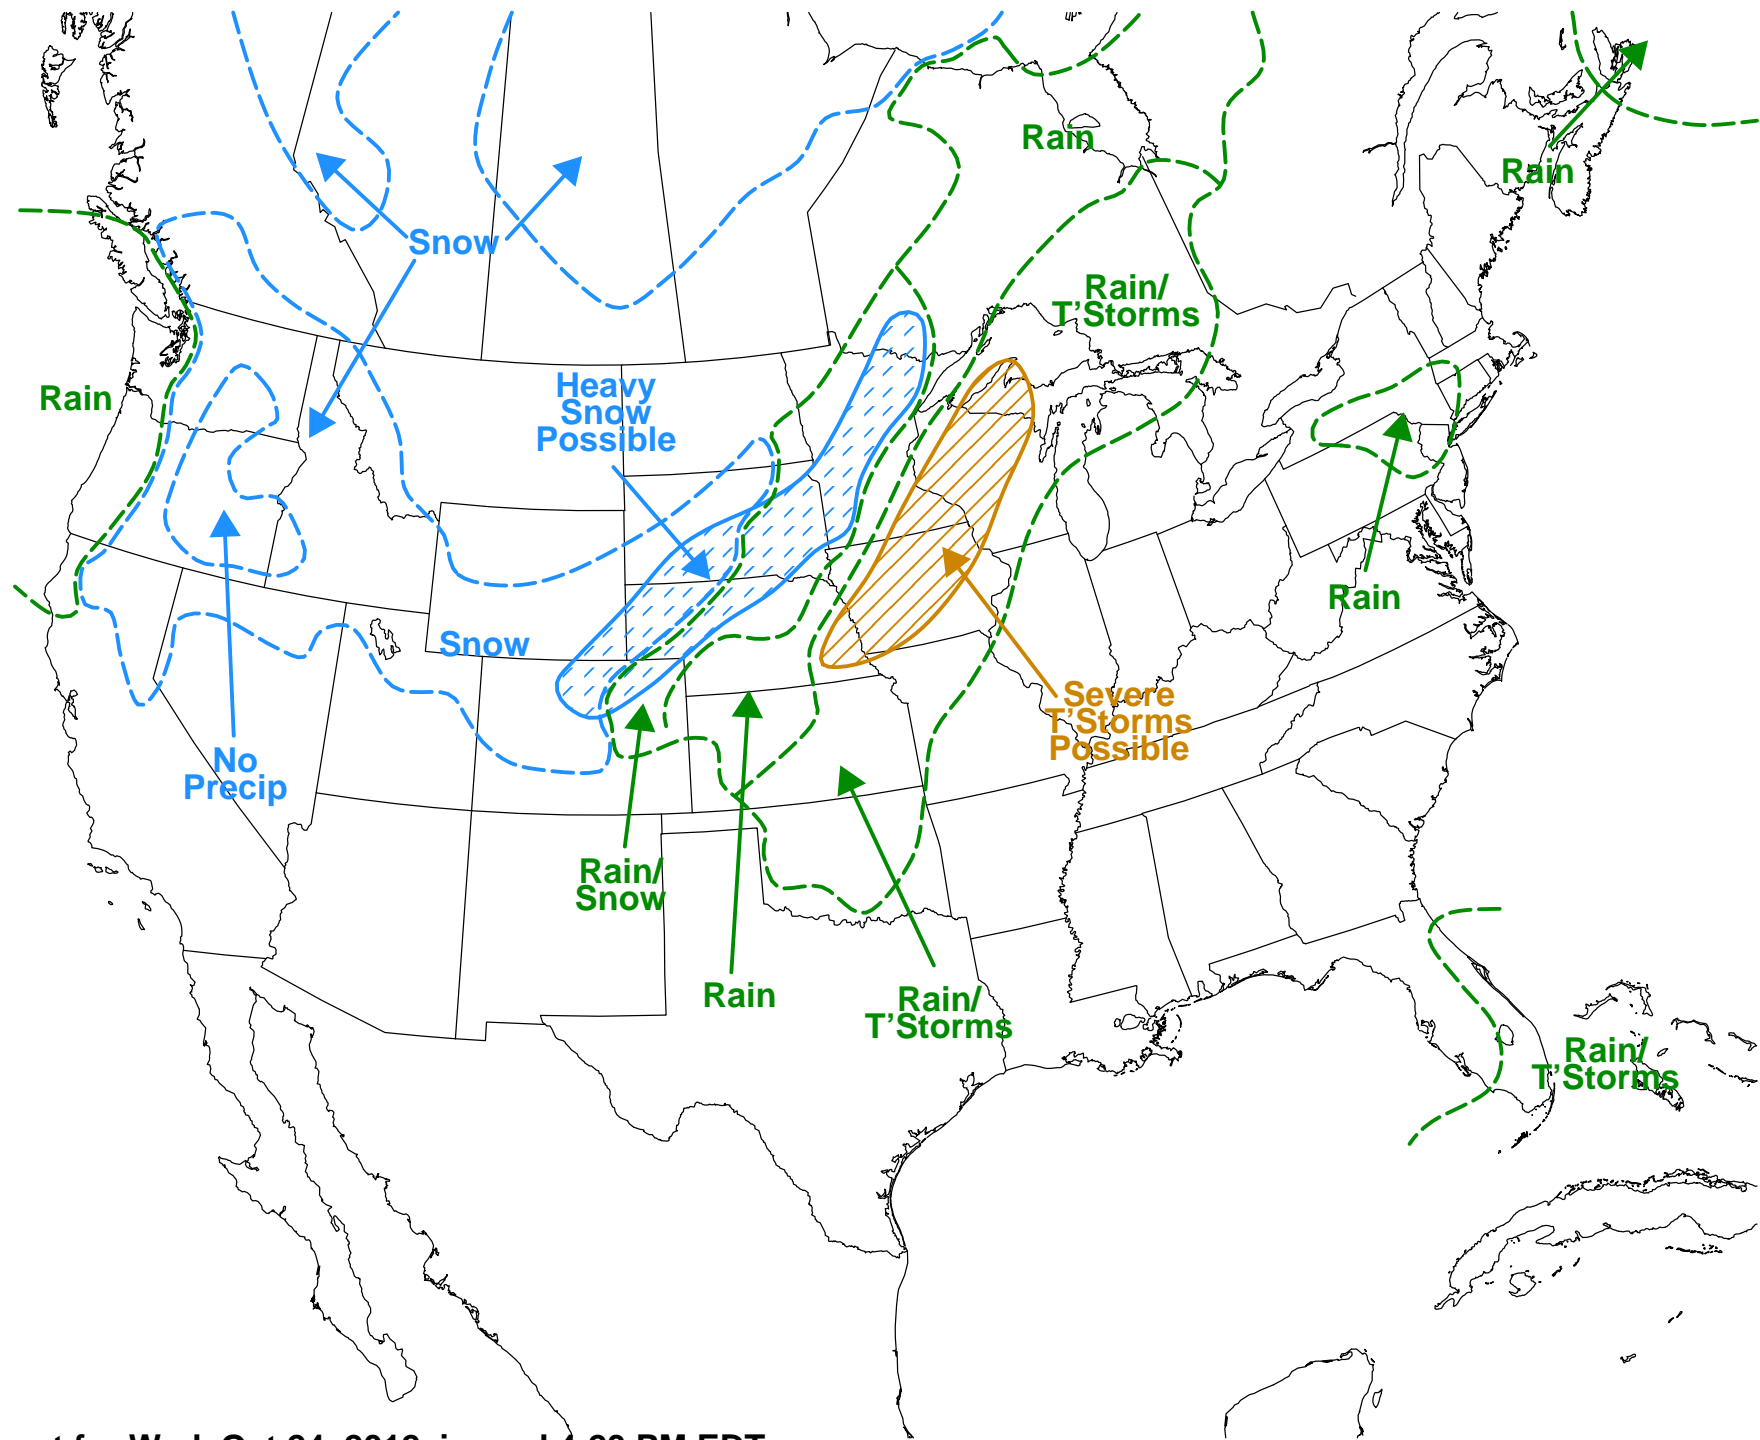 Rain
Rain
Snow
Rain/
T'Storms
Heavy
Snow
Possible
Rain
Rain
Snow
Severe
T'Storms
Possible
No
Precip
Rain/
Snow
Rain
Rain/
T'Storms
Rain/
T'Storms